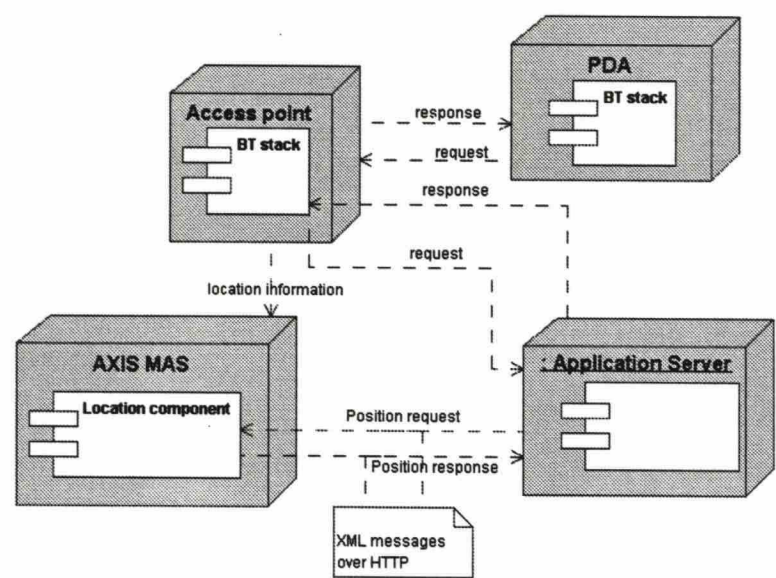 PDA
BT stack
Access point
BT stack
response
request
response
request
location information
AXIS MAS
Location component
: Application Server
Position request
Position response
XML messages
over HTTP